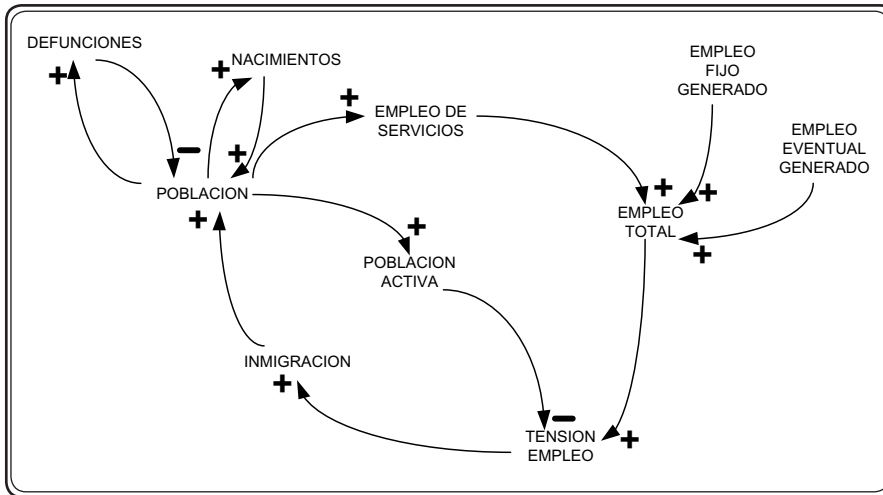 DEFUNCIONES
+
NACIMIENTOS
+
EMPLEO DE
SERVICIOS
+
EMPLEO
FIJO
GENERADO
EMPLEO
EVENTUAL
GENERADO
−
+
POBLACION
+
+
+
EMPLEO
TOTAL
+
POBLACION
ACTIVA
+
INMIGRACION
+
−
TENSION
EMPLEO
+